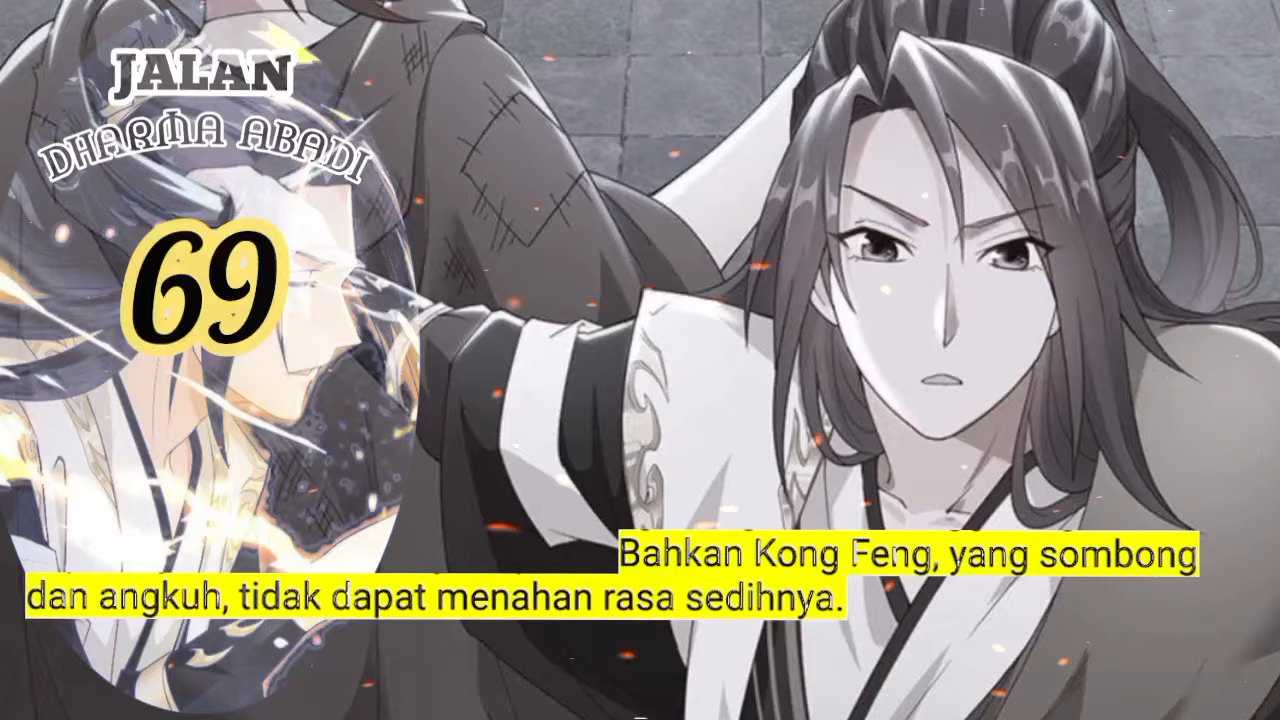 JALAN
DHARMA ABADI
69
Bahkan Kong Feng, yang sombong
dan angkuh, tidak dapat menahan rasa sedihnya.